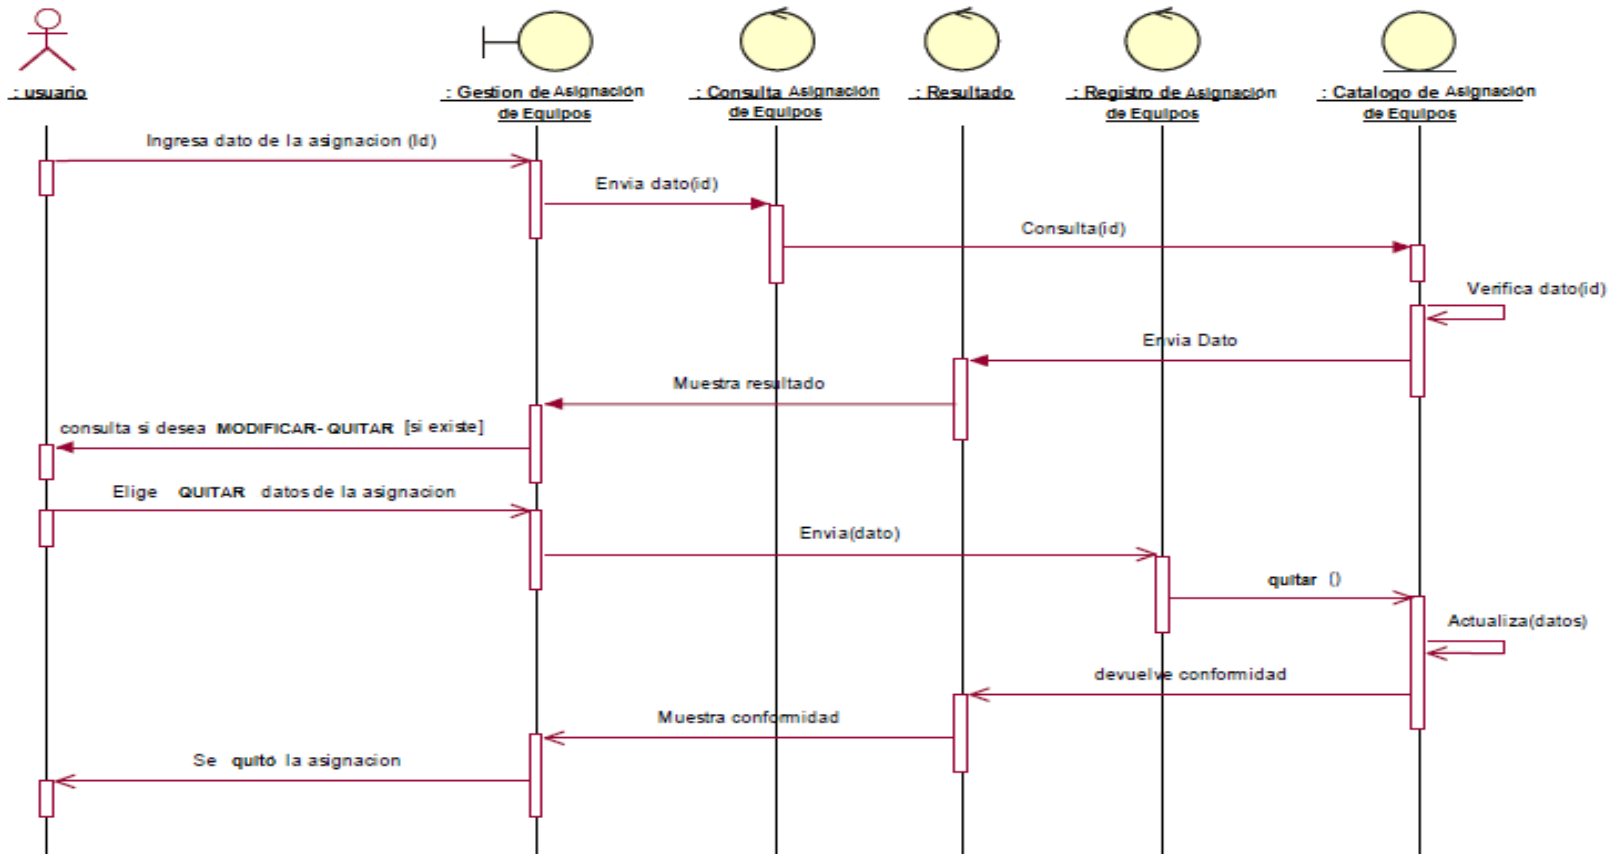 : usuario
: Gestion de Asignación
de Equipos
: Consulta Asignación
de Equipos
: Resultado
: Registro de Asignación
de Equipos
: Catalogo de Asignación
de Equipos
Ingresa dato de la asignacion (Id)
Envia dato(id)
Consulta(id)
Verifica dato(id)
Envia Dato
Muestra resultado
consulta si desea MODIFICAR- QUITAR [si existe]
Elige QUITAR datos de la asignacion
Envia(dato)
quitar ()
Actualiza(datos)
devuelve conformidad
Muestra conformidad
Se quitó la asignacion